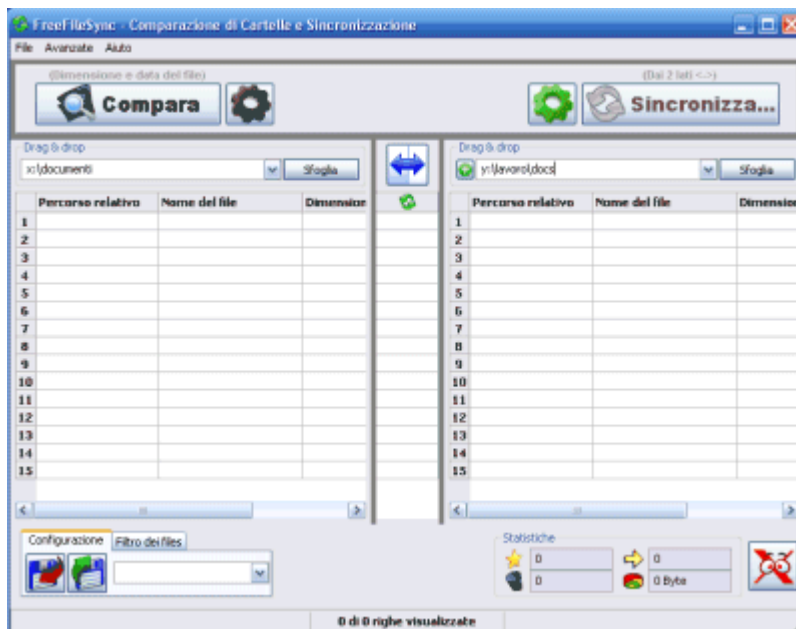 FreeFileSync - Comparazione di Cartelle e Sincronizzazione
File Avanzate Aiuto
(Dimensione e data del file)
(Dai 2 lati <->)
Compara
Sincronizza...
Drag & drop
Drag & drop
x:\documenti
Sfoglia
y:\lavoro\docs
Sfoglia
Percorso relativo Nome del file Dimension
Percorso relativo Nome del file Dimension
1 1
2 2
3 3
4 4
5 5
6 6
7 7
8 8
9 9
10 10
11 11
12 12
13 13
14 14
15 15
Configurazione Filtro dei files
Statistiche
0 0
0 0 Byte
0 di 0 righe visualizzate